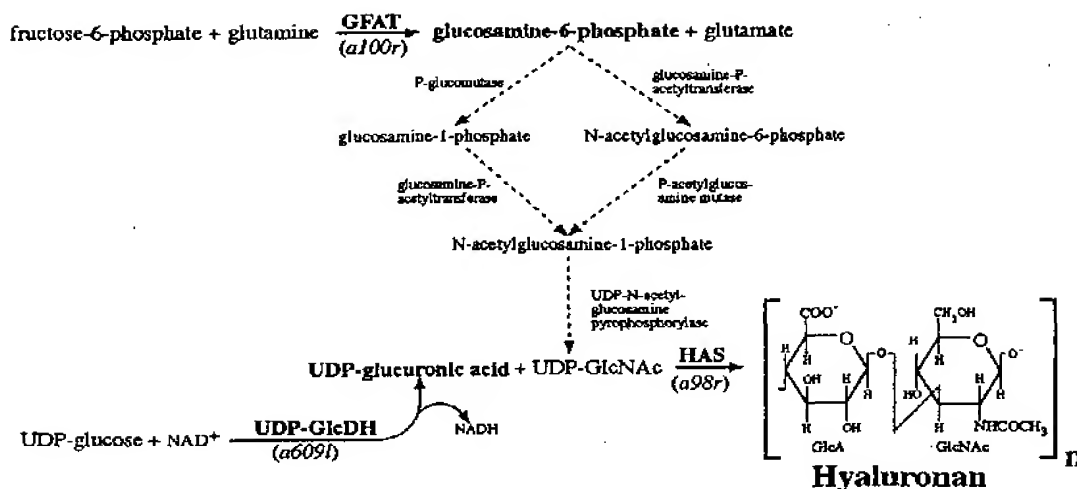 fructose-6-phosphate + glutamine GFAT glucosamine-6-phosphate + glutamate
(a100r)
P-glucomutase
glucosamine-P-
acetyltransferase
glucosamine-1-phosphate N-acetylglucosamine-6-phosphate
glucosamine-P-
acetyltransferase
P-acetylglucos-
amine mutase
N-acetylglucosamine-1-phosphate
UDP-N-acetyl-
glucosamine
pyrophosphorylase
UDP-glucuronic acid + UDP-GlcNAc HAS
(a98r)
UDP-glucose + NAD+ UDP-GlcDH NADH
(a609l)
COO-
H
H
O
OH
H
H
H
OH
O
GlcA
CH2OH
H
H
O
O-
HO
H
H
H
NHCOCH3
GlcNAc
n
Hyaluronan